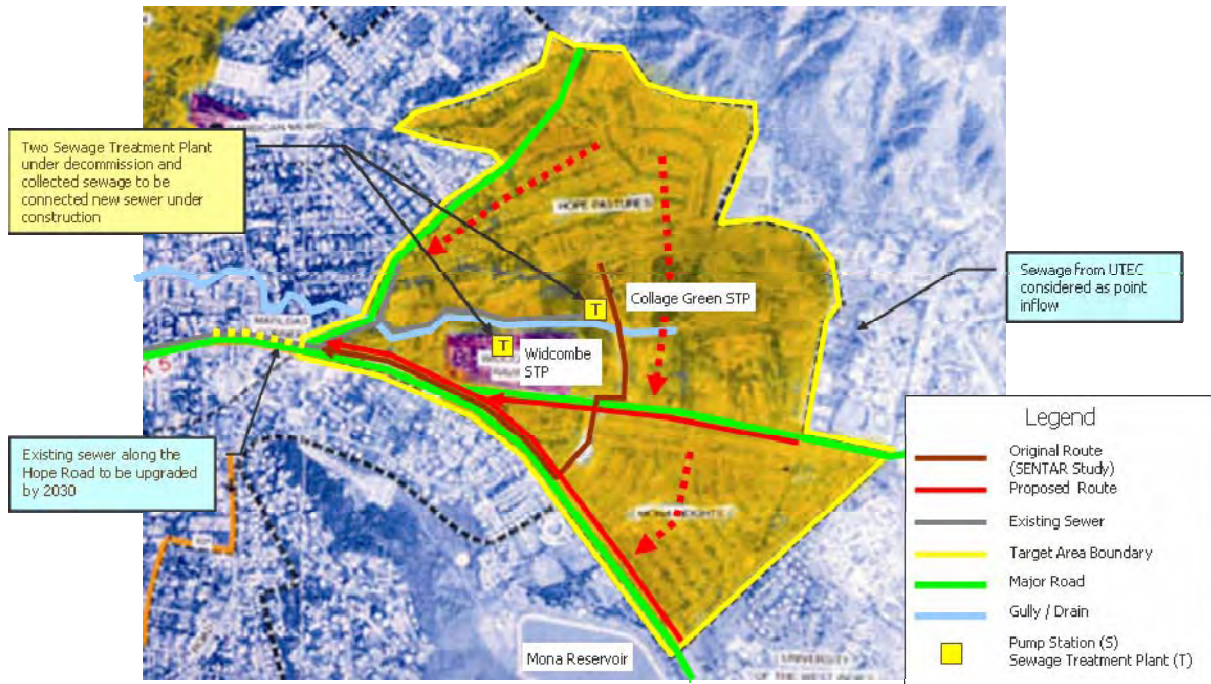 Two Sewage Treatment Plant
under decommission and
collected sewage to be
connected new sewer under
construction
HOPE PASTURES
Collage Green STP
Sewage from UTEC
considered as point
inflow
T
T
Widcombe
STP
Existing sewer along the
Hope Road to be upgraded
by 2030
MONA HEIGHTS
Mona Reservoir
UNIVERSITY
OF THE WEST INDIES
Legend
Original Route
(SENTAR Study)
Proposed Route
Existing Sewer
Target Area Boundary
Major Road
Gully / Drain
Pump Station (S)
Sewage Treatment Plant (T)